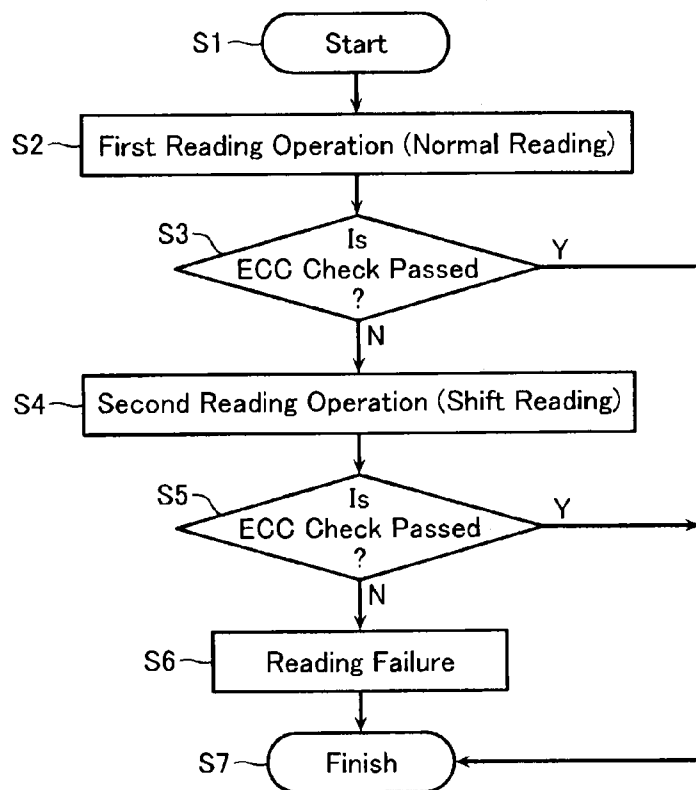 S1
Start
S2
First Reading Operation (Normal Reading)
S3
Is
ECC Check Passed
?
Y
N
S4
Second Reading Operation (Shift Reading)
S5
Is
ECC Check Passed
?
Y
N
S6
Reading Failure
S7
Finish